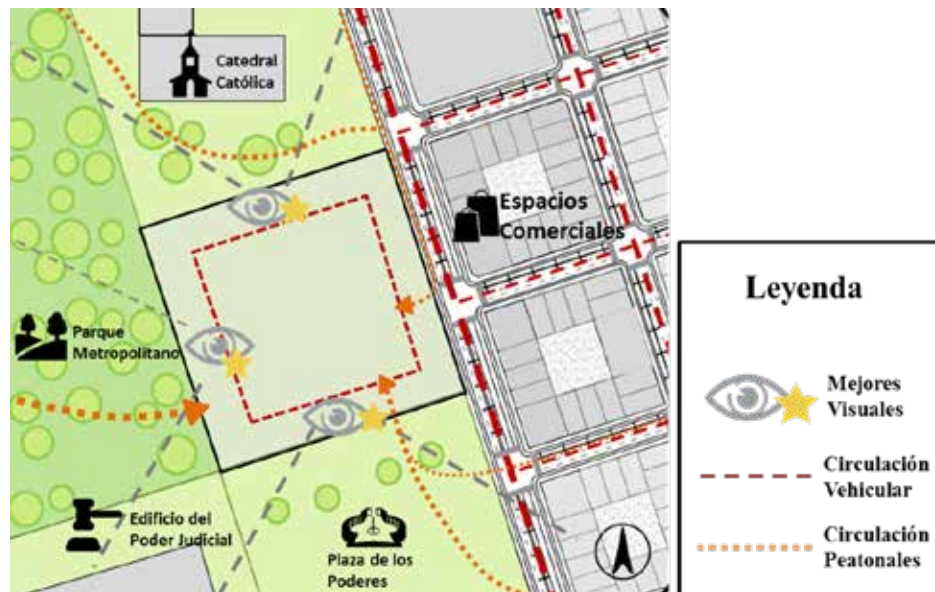 Catedral
Católica
Espacios
Comerciales
Parque
Metropolitano
Edificio del
Poder Judicial
Plaza de los
Poderes
Leyenda
Mejores
Visuales
Circulación
Vehicular
Circulación
Peatonales